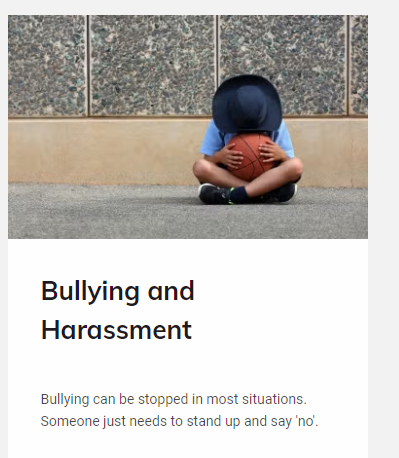 Bullying and
Harassment
Bullying can be stopped in most situations.
Someone just needs to stand up and say 'no'.